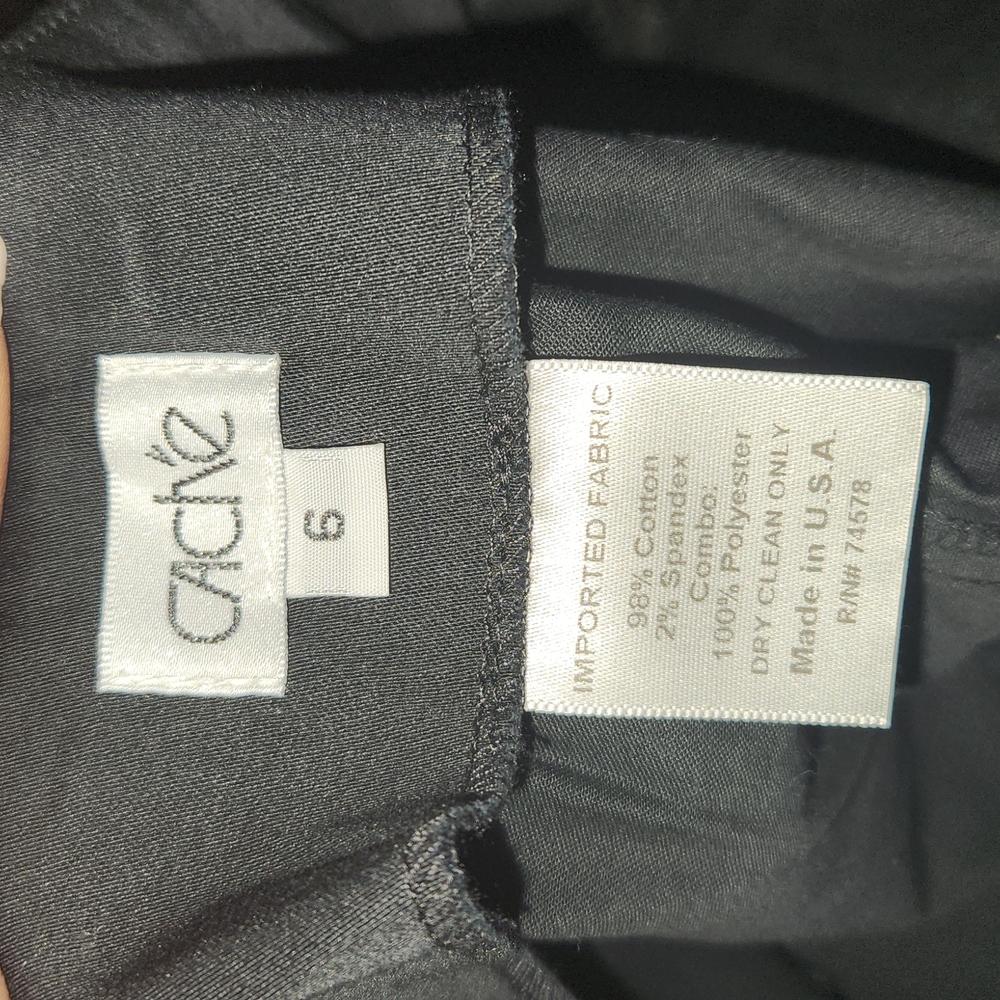 CACHÉ
6
IMPORTED FABRIC
98% Cotton
2% Spandex
Combo:
100% Polyester
DRY CLEAN ONLY
Made in U.S.A.
R/N# 74578